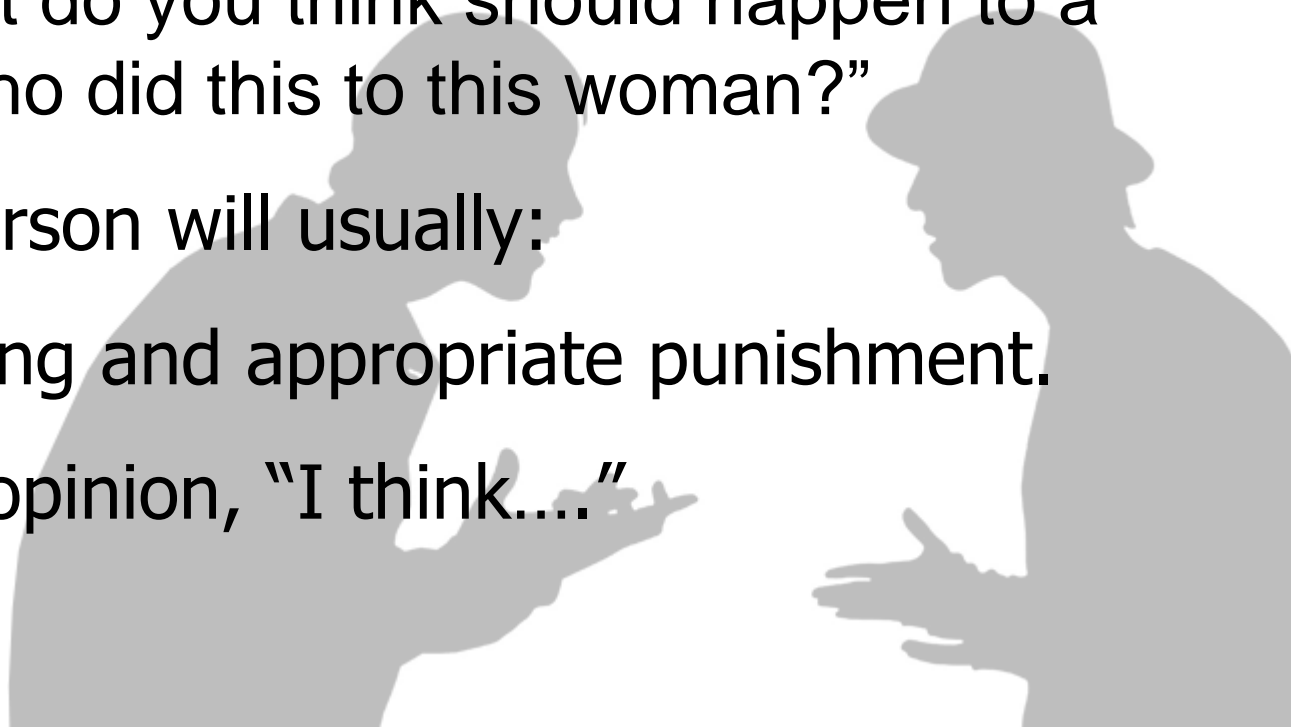 t do you think should happen to a
no did this to this woman?”
rson will usually:
ng and appropriate punishment.
opinion, “I think….”